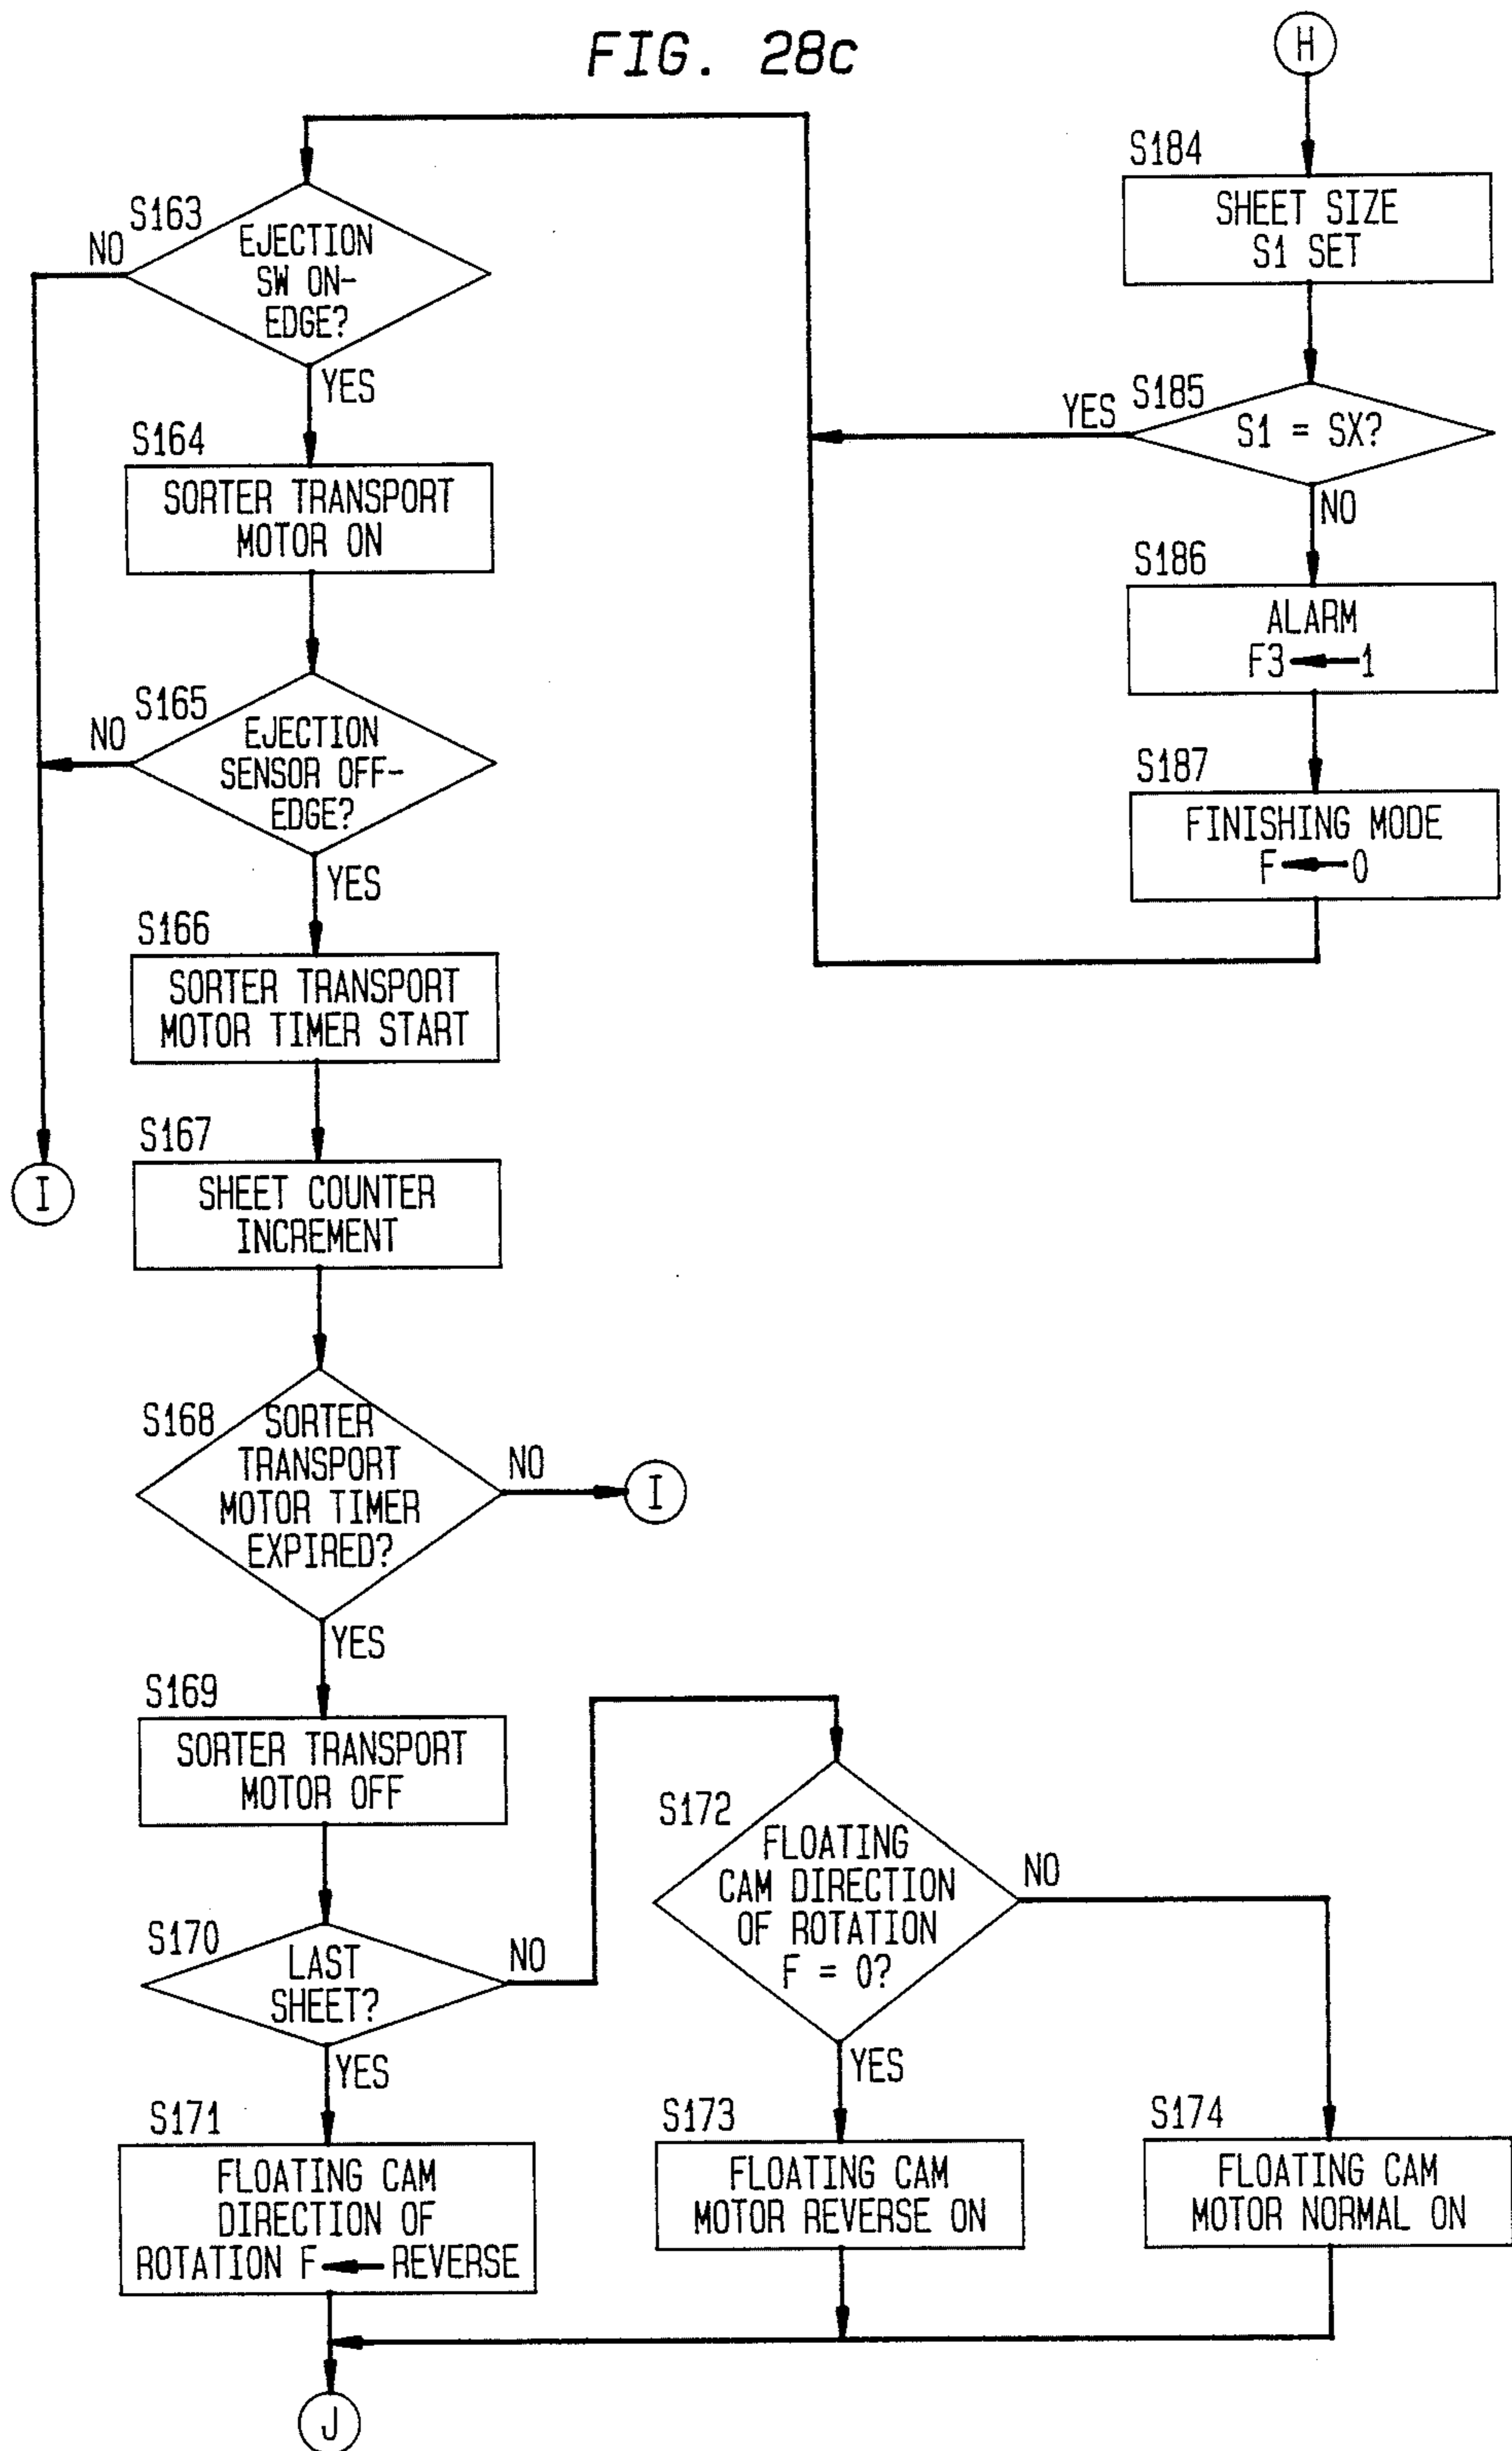 FIG. 28c
H
S184
SHEET SIZE
S1 SET
S185
S1 = SX?
YES
NO
S186
ALARM
F3 ← 1
S187
FINISHING MODE
F ← 0
S163
EJECTION
SW ON-
EDGE?
NO
YES
S164
SORTER TRANSPORT
MOTOR ON
S165
EJECTION
SENSOR OFF-
EDGE?
NO
YES
S166
SORTER TRANSPORT
MOTOR TIMER START
S167
SHEET COUNTER
INCREMENT
I
S168
SORTER
TRANSPORT
MOTOR TIMER
EXPIRED?
NO
I
YES
S169
SORTER TRANSPORT
MOTOR OFF
S170
LAST
SHEET?
NO
YES
S171
FLOATING CAM
DIRECTION OF
ROTATION F ← REVERSE
S172
FLOATING
CAM DIRECTION
OF ROTATION
F = 0?
NO
YES
S173
FLOATING CAM
MOTOR REVERSE ON
S174
FLOATING CAM
MOTOR NORMAL ON
J